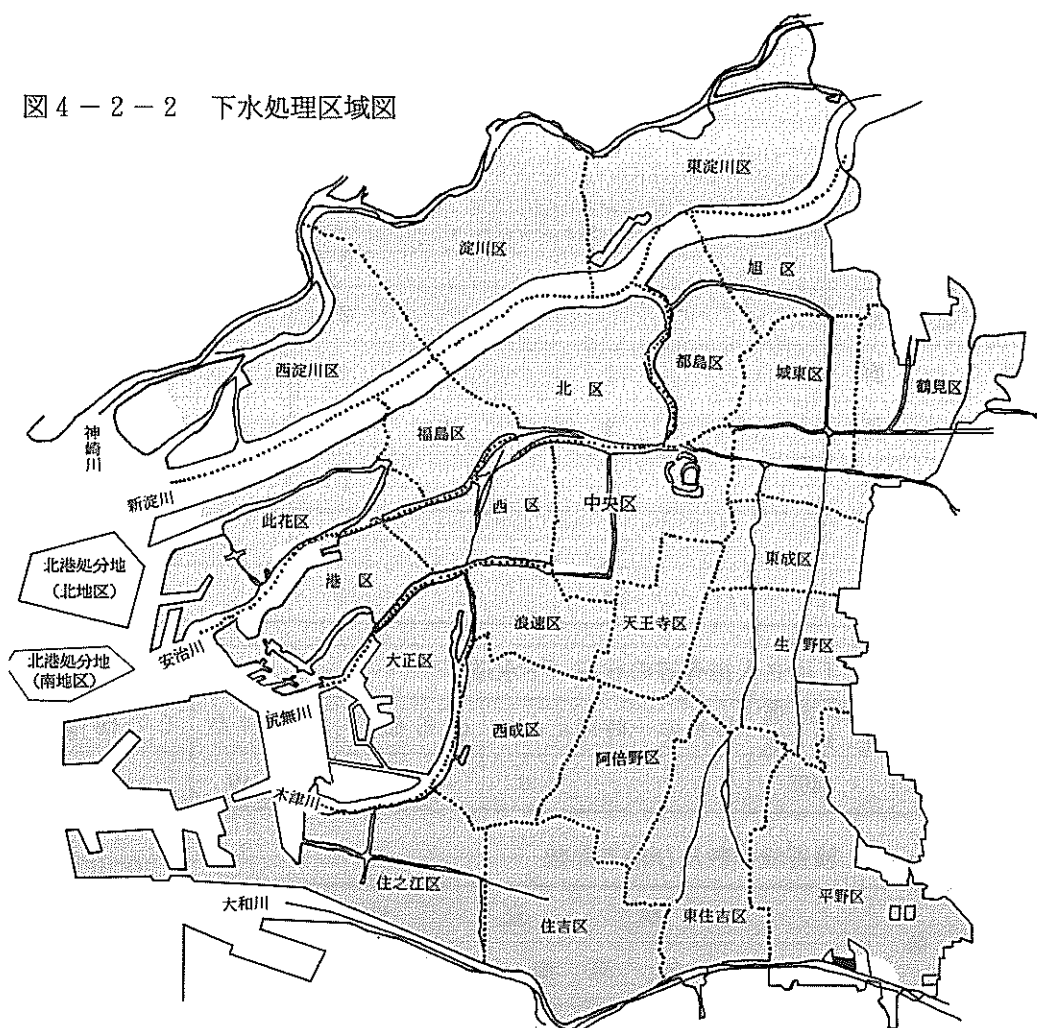 図4-2-2 下水処理区域図
東淀川区
淀川区
旭区
西淀川区
北区
都島区
城東区
鶴見区
福島区
神崎川
新淀川
此花区
西区
中央区
東成区
北港処分地
(北地区)
港区
安治川
浪速区
天王寺区
生野区
北港処分地
(南地区)
大正区
尻無川
西成区
阿倍野区
木津川
住之江区
大和川
住吉区
東住吉区
平野区